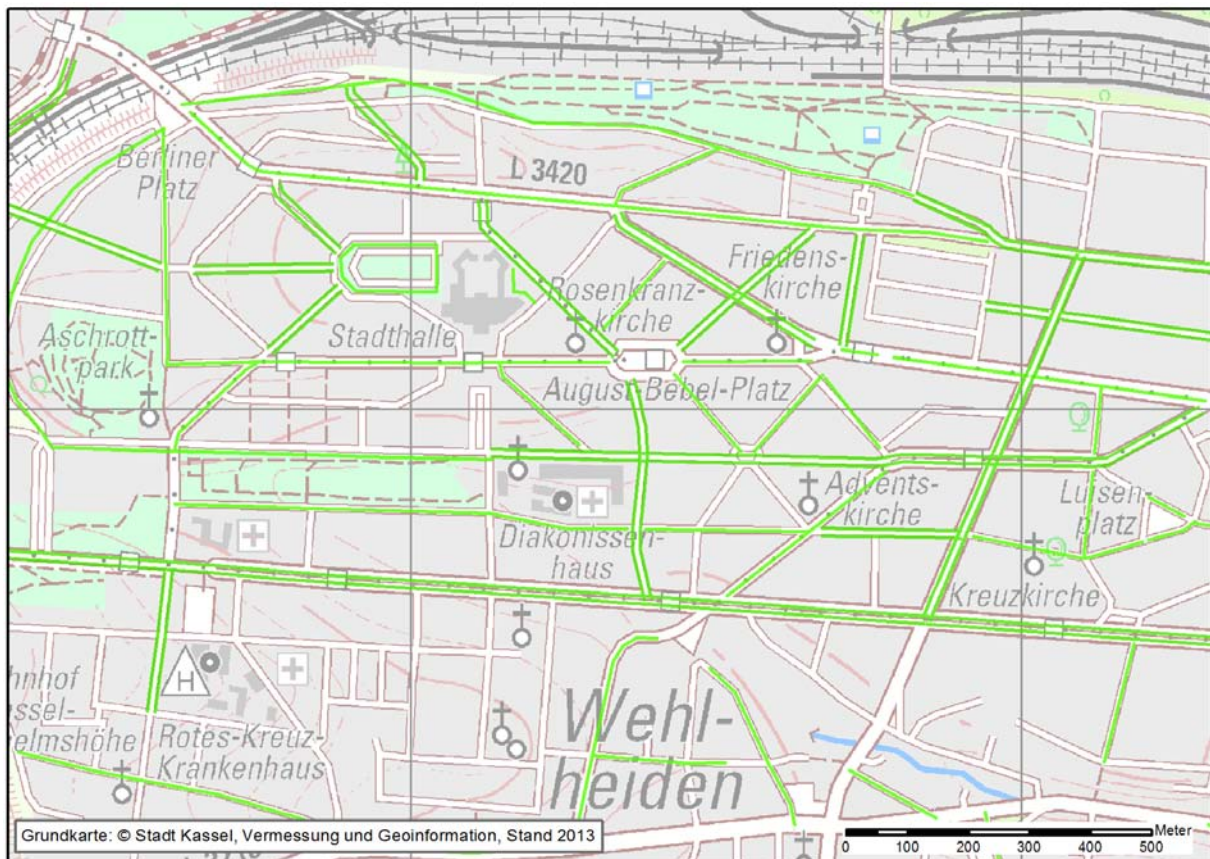 Berliner
Platz
L 3420
Friedens-
kirche
Rosenkranz-
kirche
Stadthalle
Aschrott-
park
August-Bebel-Platz
Advents-
kirche
Luisen-
platz
Diakonissen-
haus
Kreuzkirche
H
Wehl-
heiden
Rotes-Kreuz-
Krankenhaus
Grundkarte: © Stadt Kassel, Vermessung und Geoinformation, Stand 2013
Meter
0 100 200 300 400 500